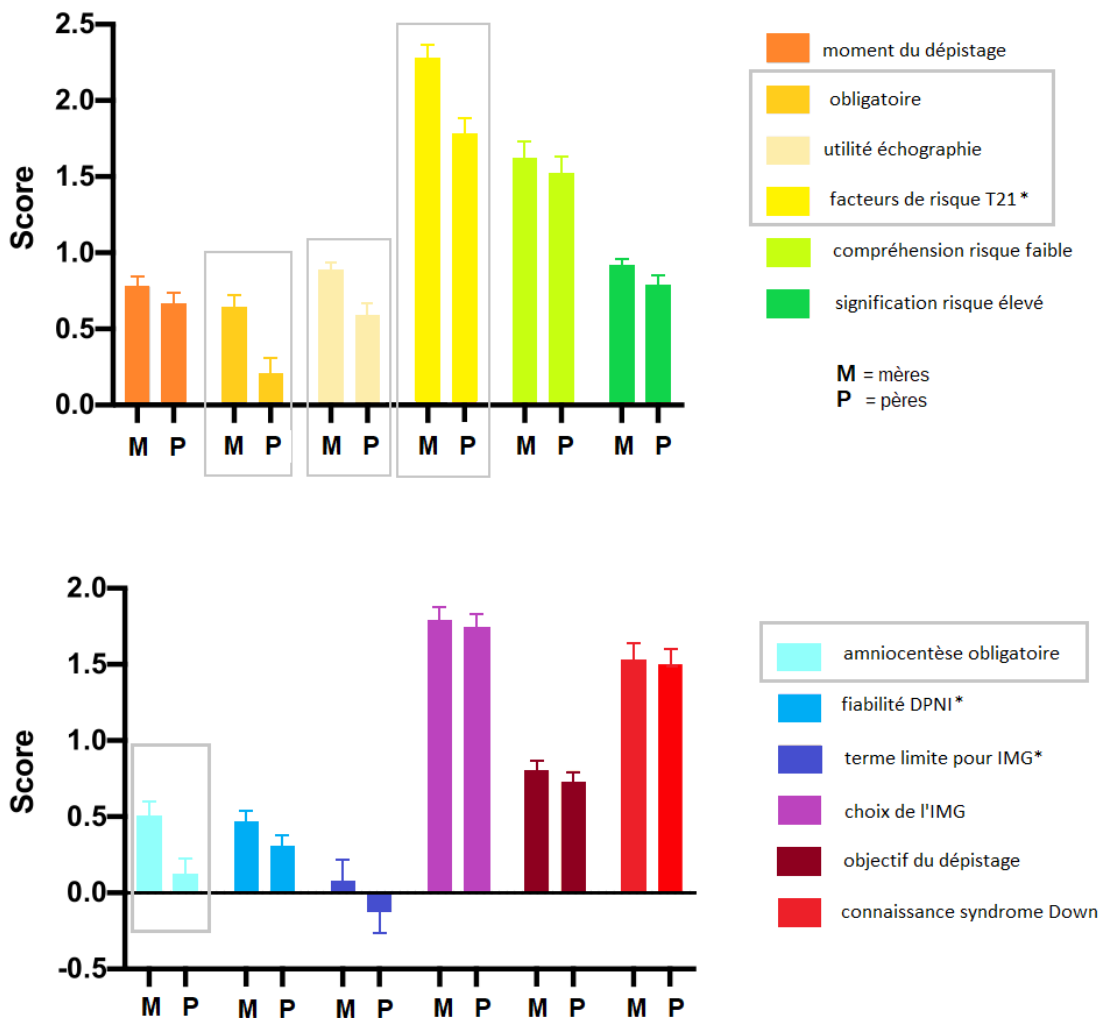 2.5
2.0
1.5
1.0
0.5
0.0
Score
M P M P M P M P M P M P
moment du dépistage
obligatoire
utilité échographie
facteurs de risque T21*
compréhension risque faible
signification risque élevé
M = mères
P = pères
2.0
1.5
1.0
0.5
0.0
-0.5
Score
M P M P M P M P M P M P
amniocentèse obligatoire
fiabilité DPNI*
terme limite pour IMG*
choix de l'IMG
objectif du dépistage
connaissance syndrome Down